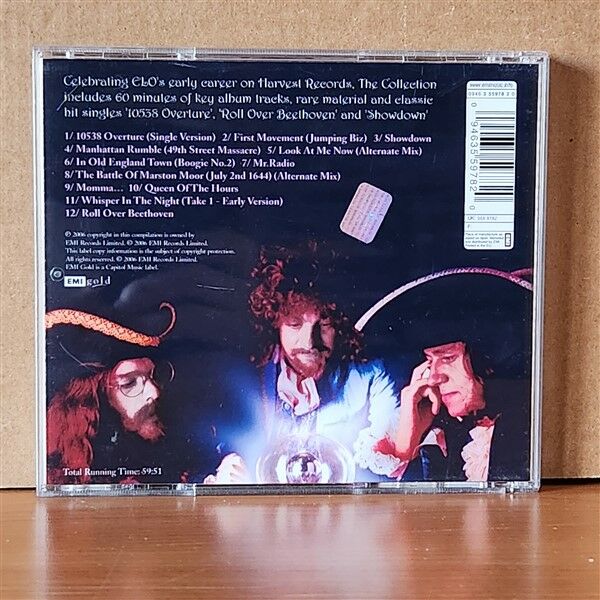 Celebrating ELO's early career on Harvest Records, The Collection
includes 60 minutes of key album tracks, rare material and classic
hit singles '10538 Overture', 'Roll Over Beethoven' and 'Showdown'
1/ 10538 Overture (Single Version) 2/ First Movement (Jumping Biz) 3/ Showdown
4/ Manhattan Rumble (49th Street Massacre) 5/ Look At Me Now (Alternate Mix)
6/ In Old England Town (Boogie No.2) 7/ Mr.Radio
8/ The Battle Of Marston Moor (July 2nd 1644) (Alternate Mix)
9/ Momma... 10/ Queen Of The Hours
11/ Whisper In The Night (Take 1 - Early Version)
12/ Roll Over Beethoven
℗ 2006 copyright in this compilation is owned by
EMI Records Limited. © 2006 EMI Records Limited.
This label copy information is the subject of copyright protection.
All rights reserved. © 2006 EMI Records Limited.
EMI Gold is a Capitol Music label.
EMI gold
Total Running Time: 59:51
www.emimusic.info
0946 3 55978 2 0
0 94635 59782 0